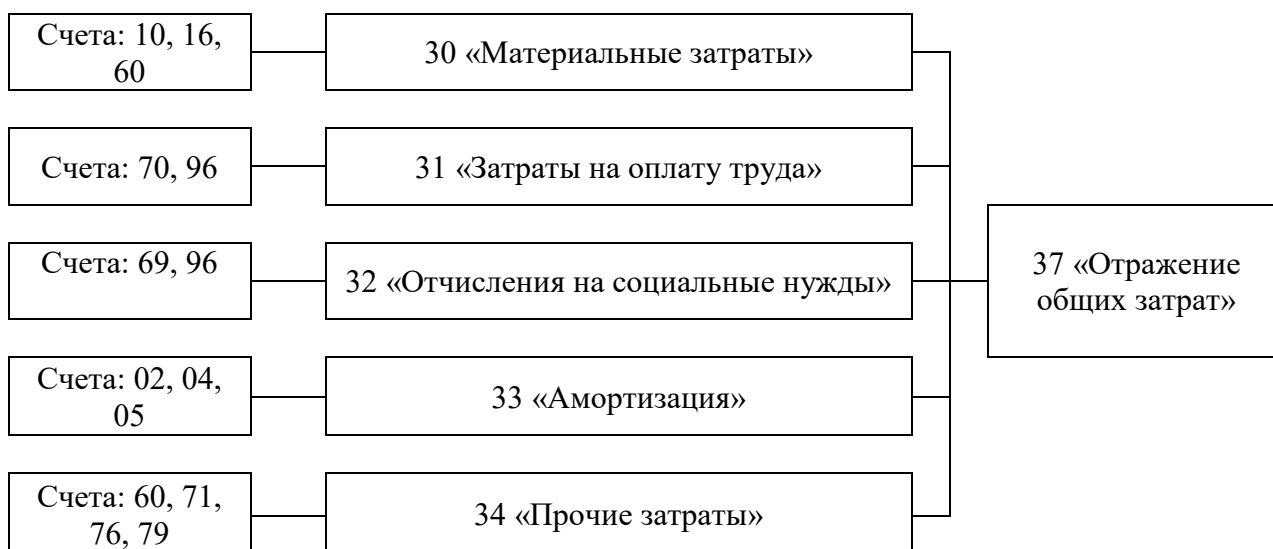 Счета: 10, 16,
60
30 «Материальные затраты»
Счета: 70, 96
31 «Затраты на оплату труда»
Счета: 69, 96
32 «Отчисления на социальные нужды»
37 «Отражение
общих затрат»
Счета: 02, 04,
05
33 «Амортизация»
Счета: 60, 71,
76, 79
34 «Прочие затраты»